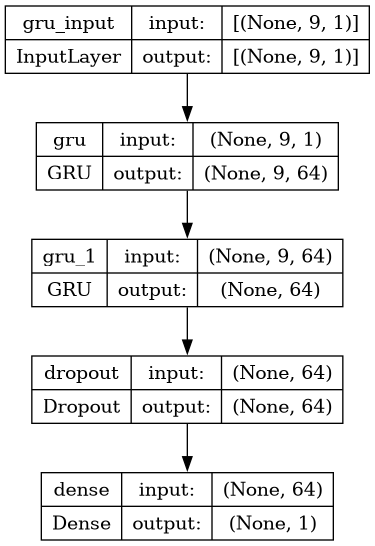 gru_input input: [(None, 9, 1)]
InputLayer output: [(None, 9, 1)]
gru input: (None, 9, 1)
GRU output: (None, 9, 64)
gru_1 input: (None, 9, 64)
GRU output: (None, 64)
dropout input: (None, 64)
Dropout output: (None, 64)
dense input: (None, 64)
Dense output: (None, 1)